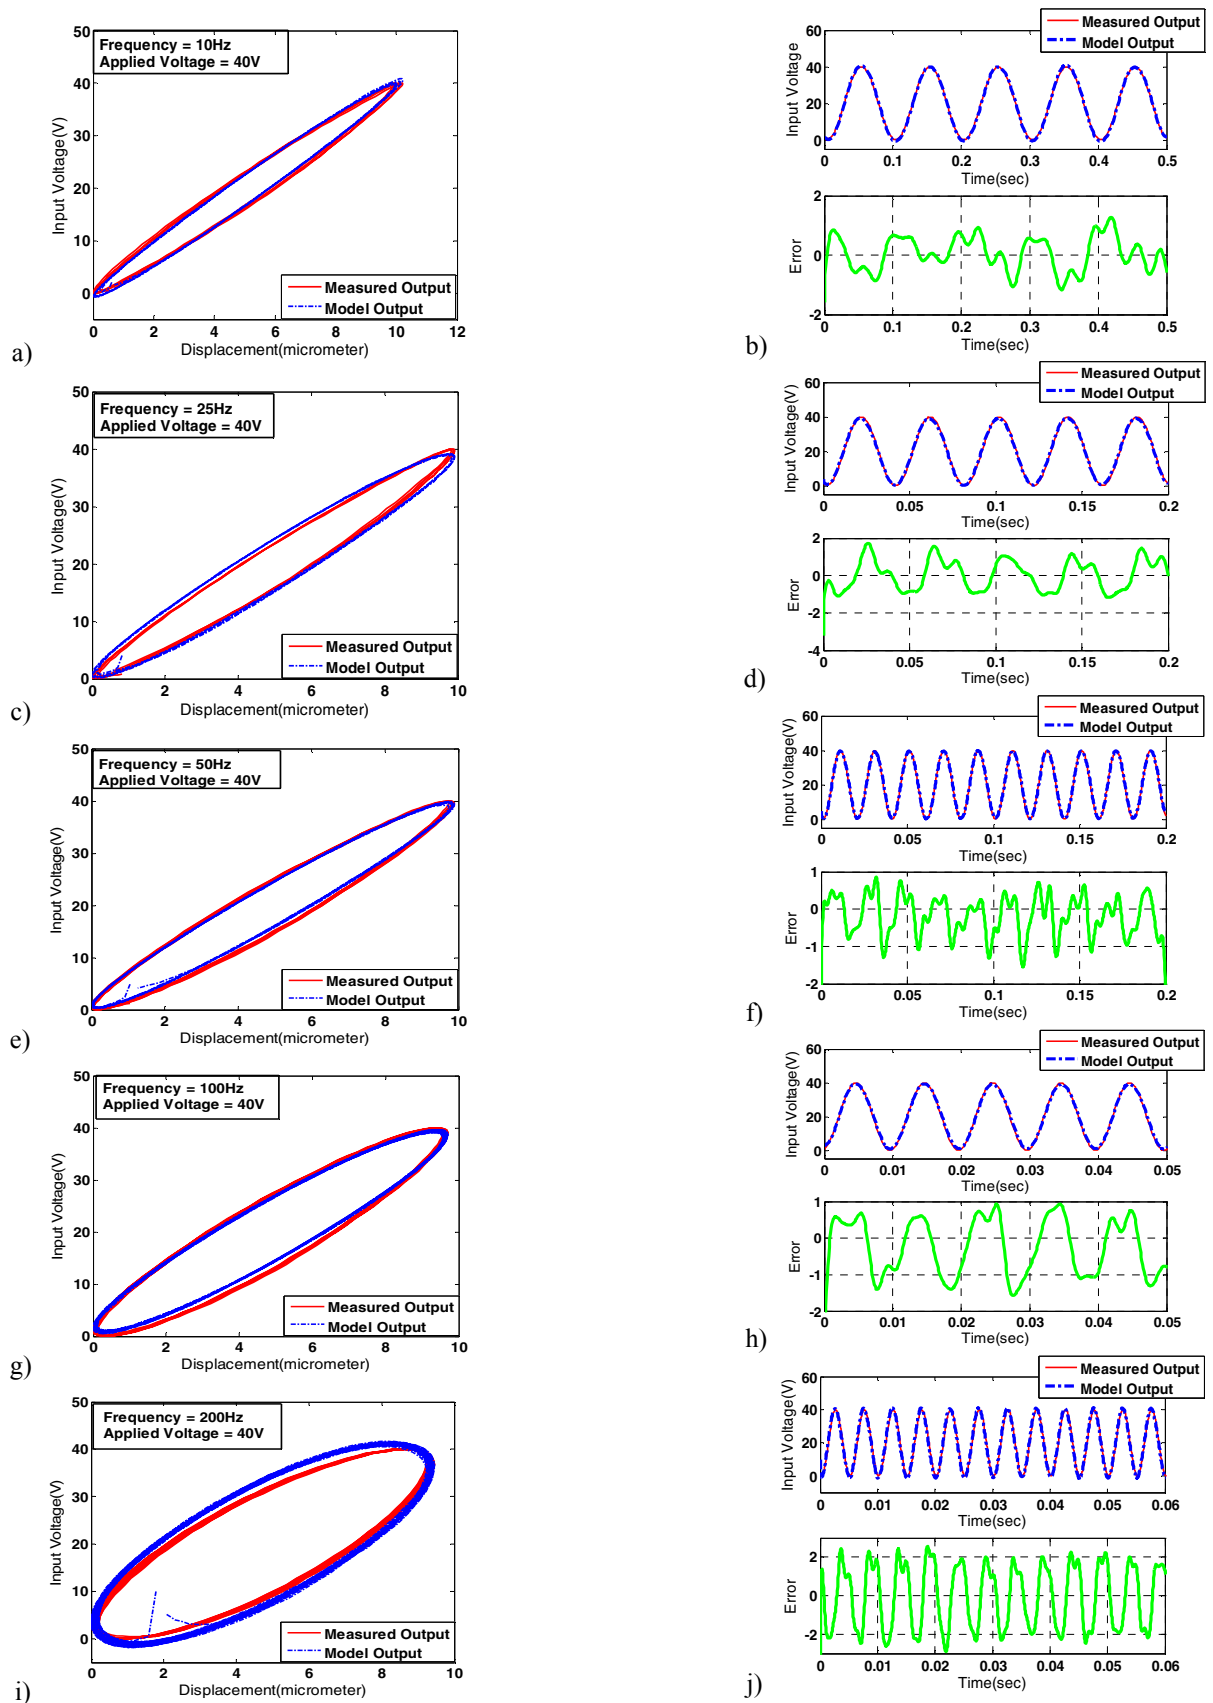 Frequency = 10Hz
Applied Voltage = 40V
50
40
30
20
10
0
Input Voltage(V)
0 2 4 6 8 10 12
Displacement(micrometer)
Measured Output
Model Output
a)
Measured Output
Model Output
60
40
20
0
Input Voltage
0 0.1 0.2 0.3 0.4 0.5
Time(sec)
2
0
-2
Error
0 0.1 0.2 0.3 0.4 0.5
Time(sec)
b)
Frequency = 25Hz
Applied Voltage = 40V
50
40
30
20
10
0
Input Voltage(V)
0 2 4 6 8 10
Displacement(micrometer)
Measured Output
Model Output
c)
Measured Output
Model Output
60
40
20
0
Input Voltage(V)
0 0.05 0.1 0.15 0.2
Time(sec)
2
0
-2
-4
Error
0 0.05 0.1 0.15 0.2
Time(sec)
d)
Frequency = 50Hz
Applied Voltage = 40V
50
40
30
20
10
0
Input Voltage(V)
0 2 4 6 8 10
Displacement(micrometer)
Measured Output
Model Output
e)
Measured Output
Model Output
60
40
20
0
Input Voltage(V)
0 0.05 0.1 0.15 0.2
Time(sec)
1
0
-1
-2
Error
0 0.05 0.1 0.15 0.2
Time(sec)
f)
Frequency = 100Hz
Applied Voltage = 40V
50
40
30
20
10
0
Input Voltage(V)
0 2 4 6 8 10
Displacement(micrometer)
Measured Output
Model Output
g)
Measured Output
Model Output
60
40
20
0
Input Voltage(V)
0 0.01 0.02 0.03 0.04 0.05
Time(sec)
1
0
-1
-2
Error
0 0.01 0.02 0.03 0.04 0.05
Time(sec)
h)
Frequency = 200Hz
Applied Voltage = 40V
50
40
30
20
10
0
Input Voltage(V)
0 2 4 6 8 10
Displacement(micrometer)
Measured Output
Model Output
i)
Measured Output
Model Output
60
40
20
0
Input Voltage(V)
0 0.01 0.02 0.03 0.04 0.05 0.06
Time(sec)
2
0
-2
Error
0 0.01 0.02 0.03 0.04 0.05 0.06
Time(sec)
j)